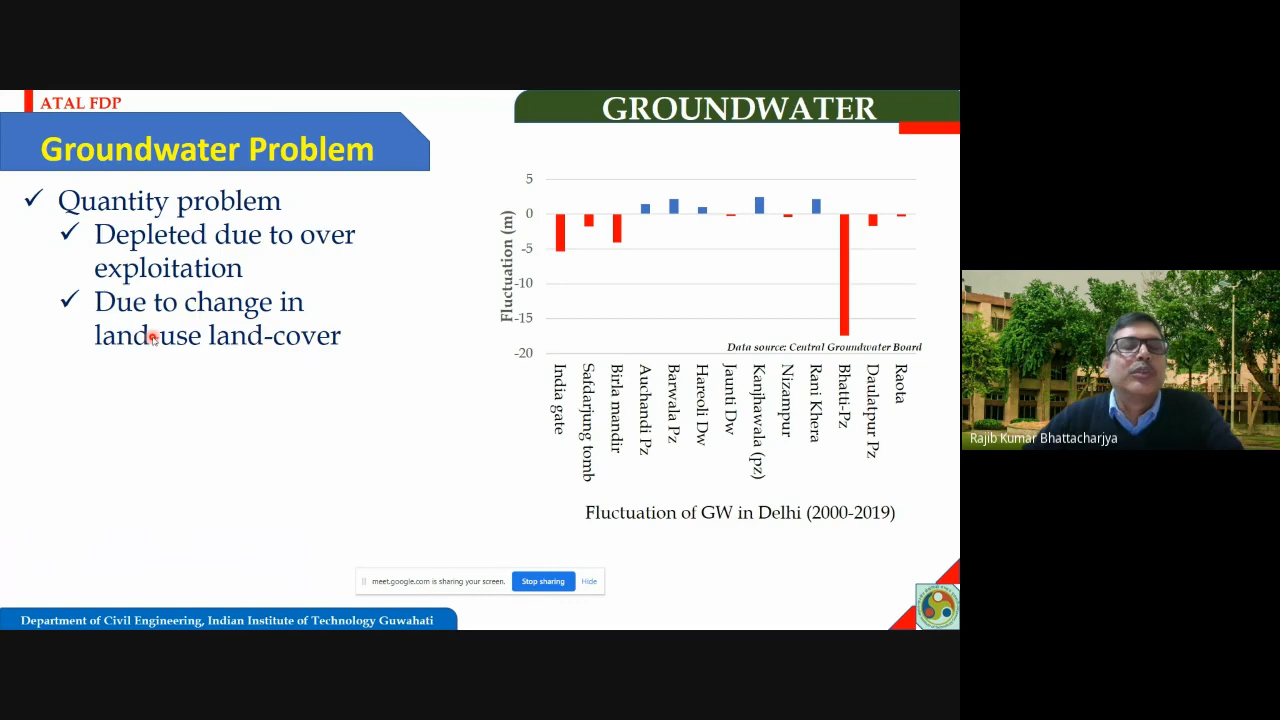 ATAL FDP
GROUNDWATER
Groundwater Problem
✓ Quantity problem
✓ Depleted due to over
exploitation
✓ Due to change in
landuse land-cover
Fluctuation (m)
5
0
-5
-10
-15
-20
Data source: Central Groundwater Board
India gate
Safdarjung tomb
Birla mandir
Auchandi Pz
Barwala Pz
Hareoli Dw
Jaunti Dw
Kanjhawala (pz)
Nizampur
Rani Khera
Bhatti-Pz
Daulatpur Pz
Raota
Fluctuation of GW in Delhi (2000-2019)
meet.google.com is sharing your screen.
Stop sharing
Hide
Department of Civil Engineering, Indian Institute of Technology Guwahati
Rajib Kumar Bhattacharjya